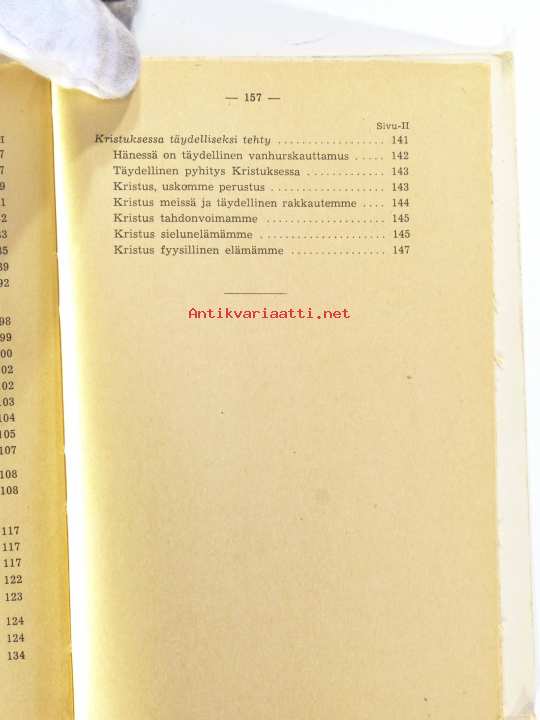 — 157 —
Sivu-II
Kristuksessa täydelliseksi tehty .................. 141
Hänessä on täydellinen vanhurskauttamus ..... 142
Täydellinen pyhitys Kristuksessa ............. 143
Kristus, uskomme perustus ................... 143
Kristus meissä ja täydellinen rakkautemme .... 144
Kristus tahdonvoimamme .................... 145
Kristus sielunelämämme ..................... 145
Kristus fyysillinen elämämme ................ 147
Antikvariaatti.net
98
99
00
02
02
103
104
105
107
108
108
117
117
117
122
123
124
124
134